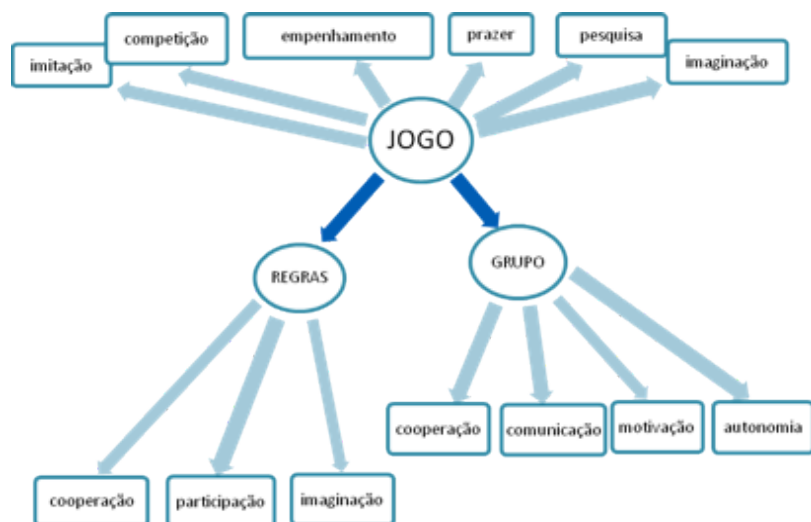 competição
empenhamento
prazer
pesquisa
imitação
imaginação
JOGO
REGRAS
GRUPO
cooperação
comunicação
motivação
autonomia
cooperação
participação
imaginação